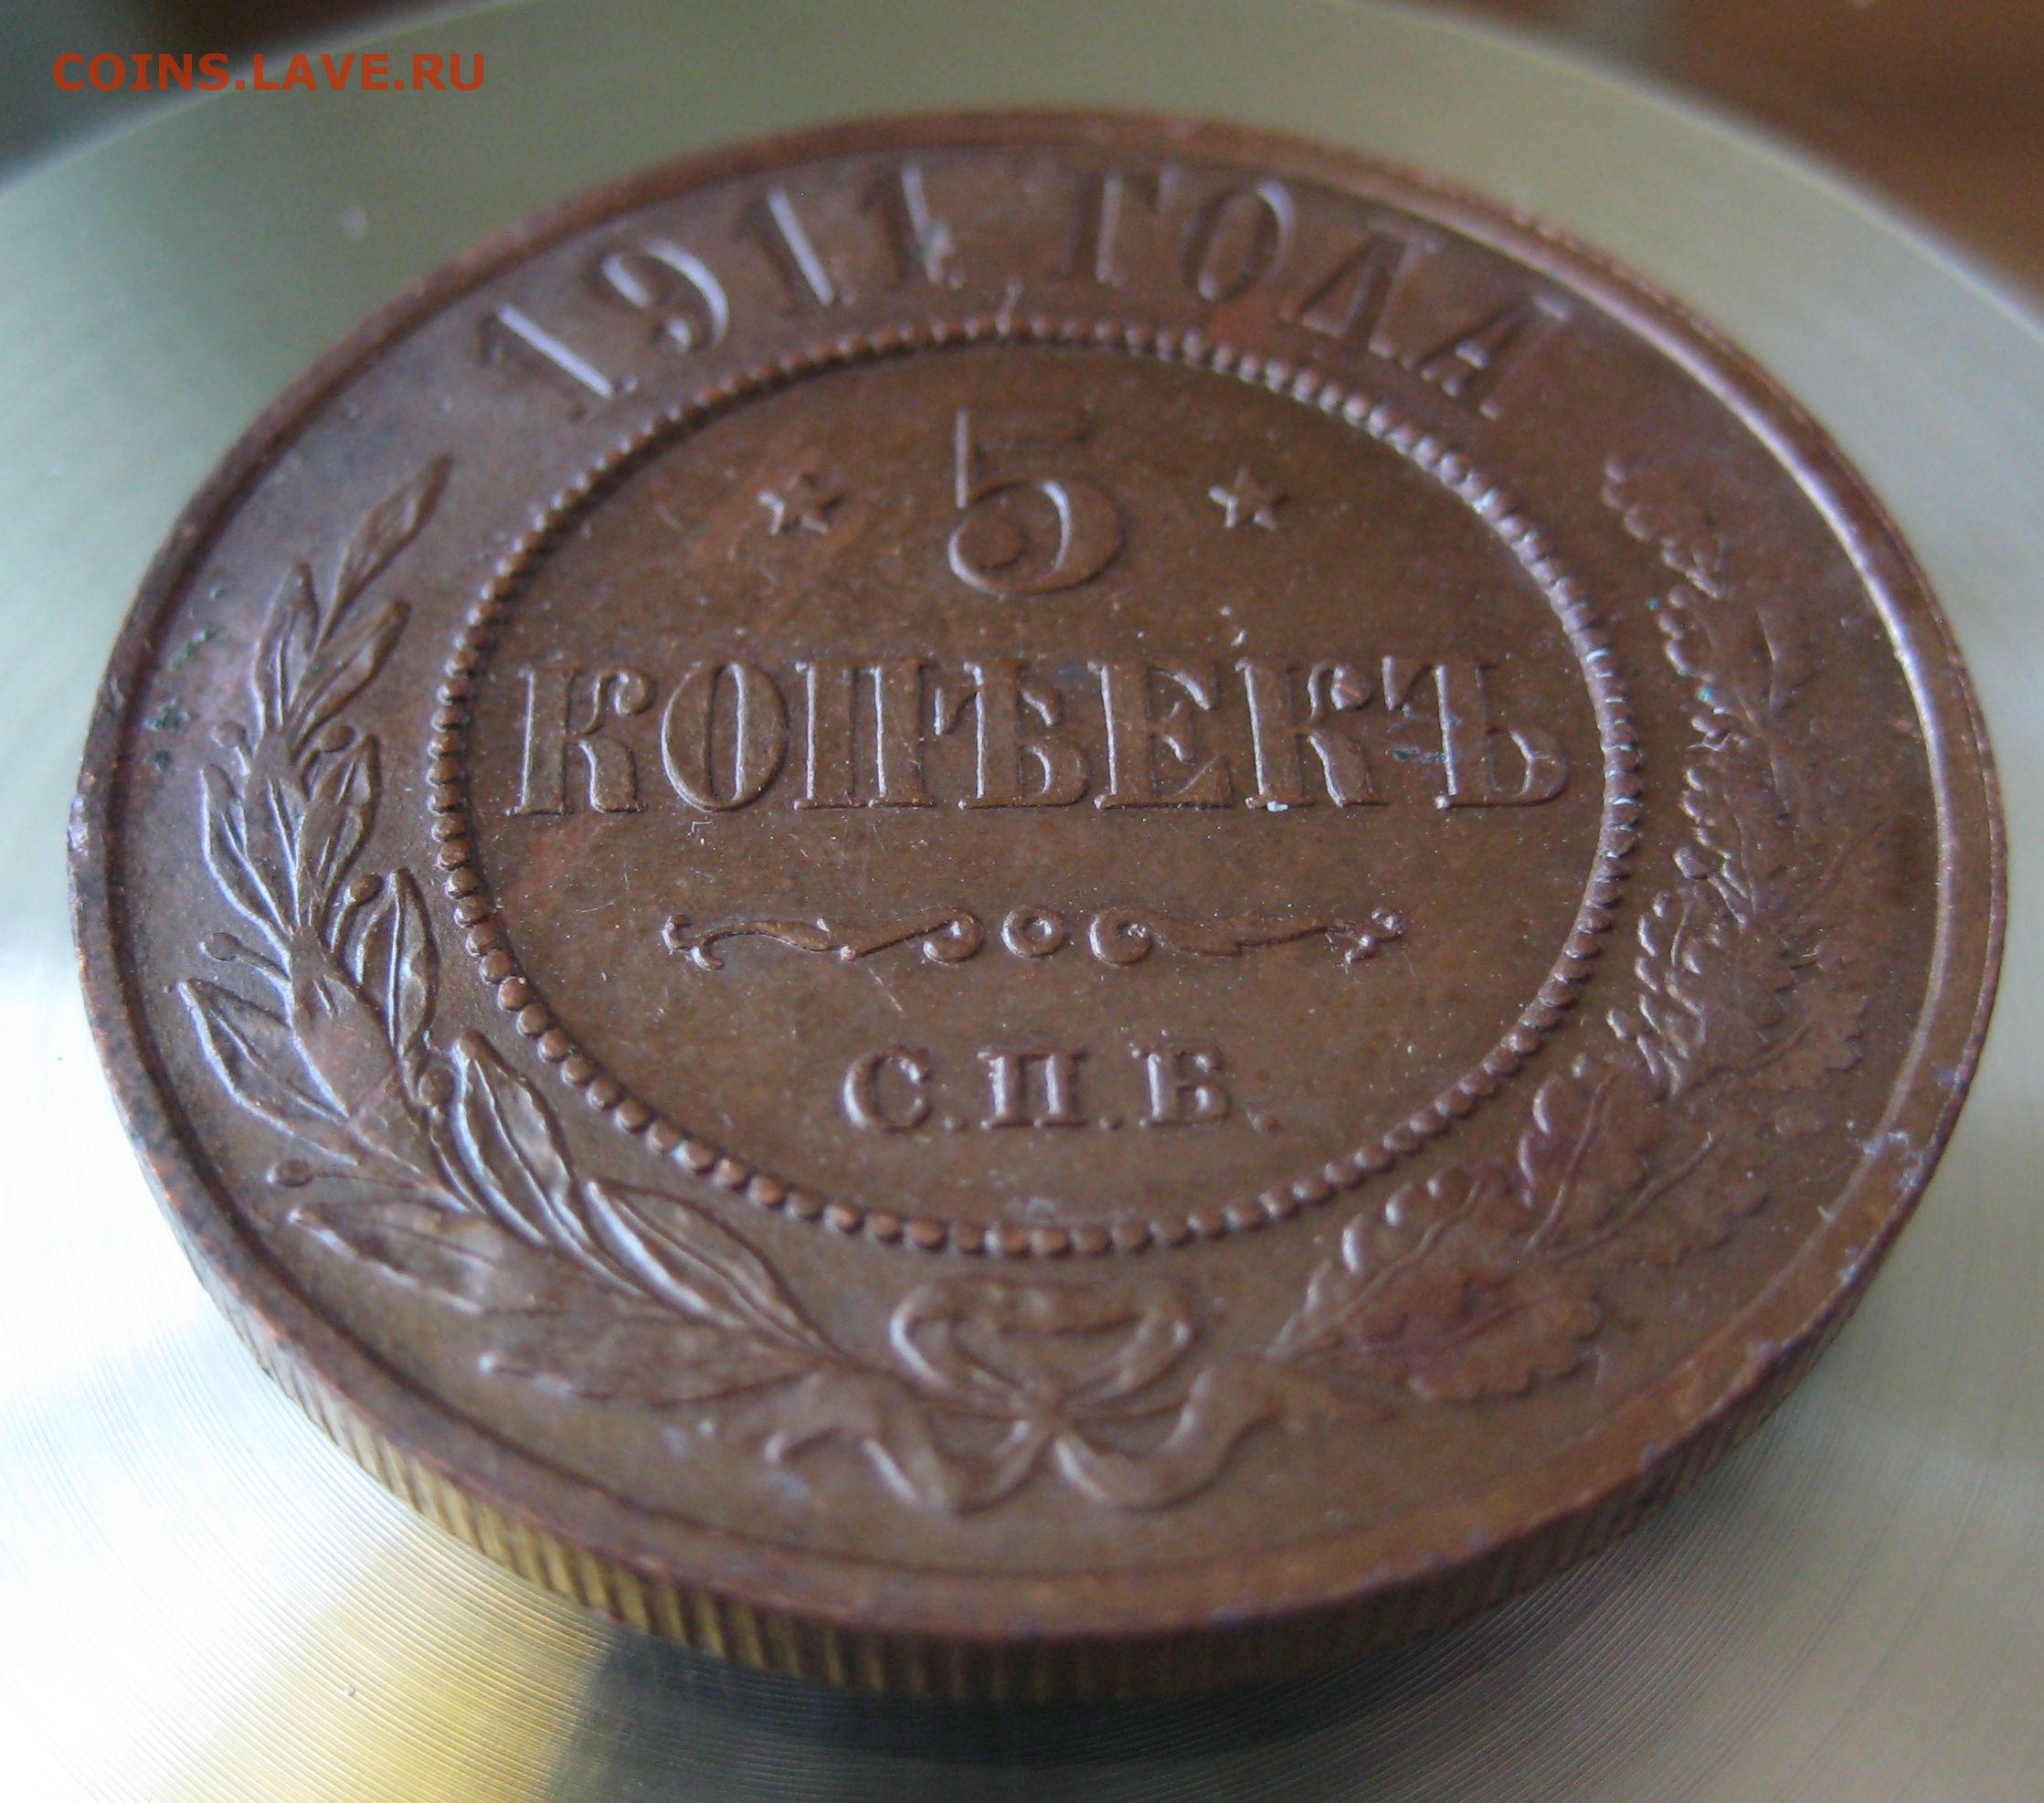 COINS.LAVE.RU
1911 ГОДА
5
КОПѢЕКЪ
С.П.Б.